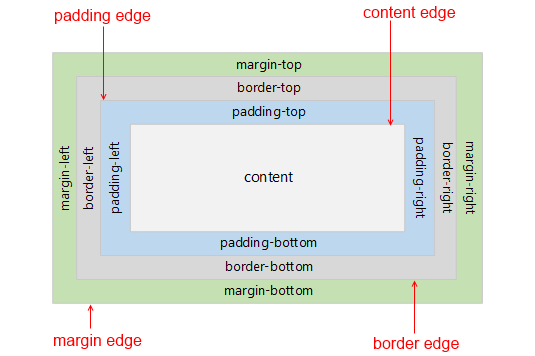 padding edge
content edge
margin-top
border-top
padding-top
margin-left
border-left
padding-left
content
padding-right
border-right
margin-right
padding-bottom
border-bottom
margin-bottom
margin edge
border edge